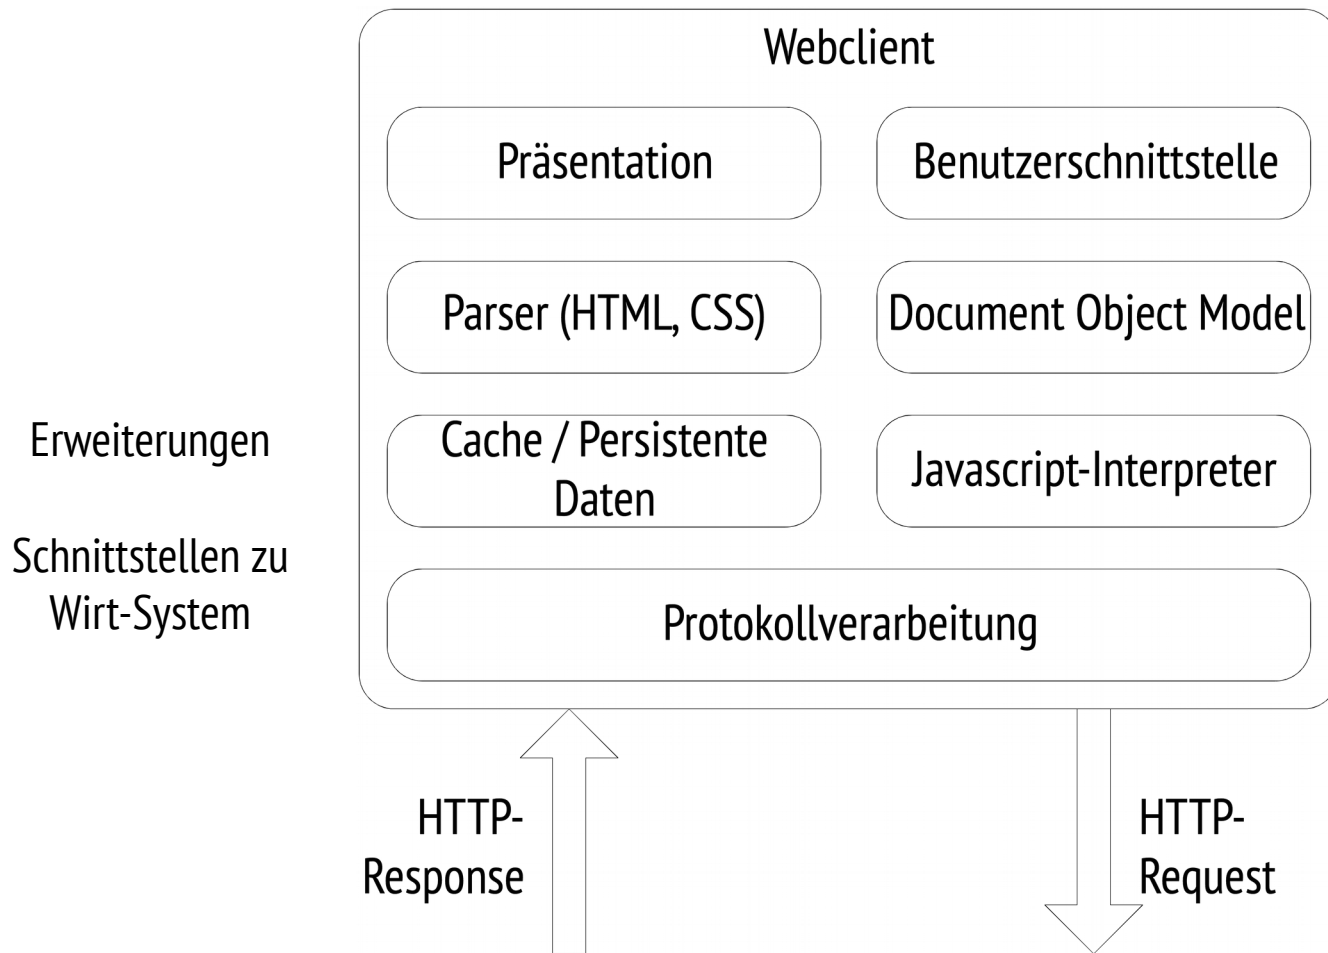 Webclient
Präsentation
Benutzerschnittstelle
Parser (HTML, CSS)
Document Object Model
Erweiterungen
Cache / Persistente
Daten
Javascript-Interpreter
Schnittstellen zu
Wirt-System
Protokollverarbeitung
HTTP-
Response
HTTP-
Request